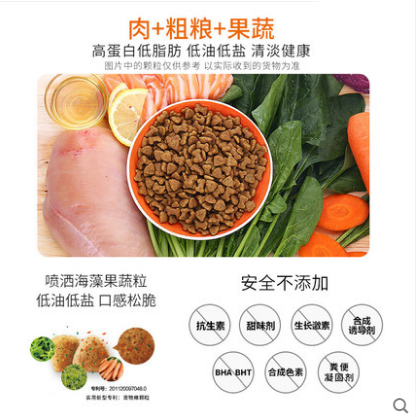 肉+粗粮+果蔬
高蛋白低脂肪 低油低盐 清淡健康
图片中的颗粒仅供参考 以实际收到的货物为准
喷洒海藻果蔬粒
低油低盐 口感松脆
专利号：201120097048.0
实用新型专利：宠物橡颗粒
安全不添加
抗生素
甜味剂
生长激素
合成
诱导剂
BHA BHT
合成色素
粪便
凝固剂